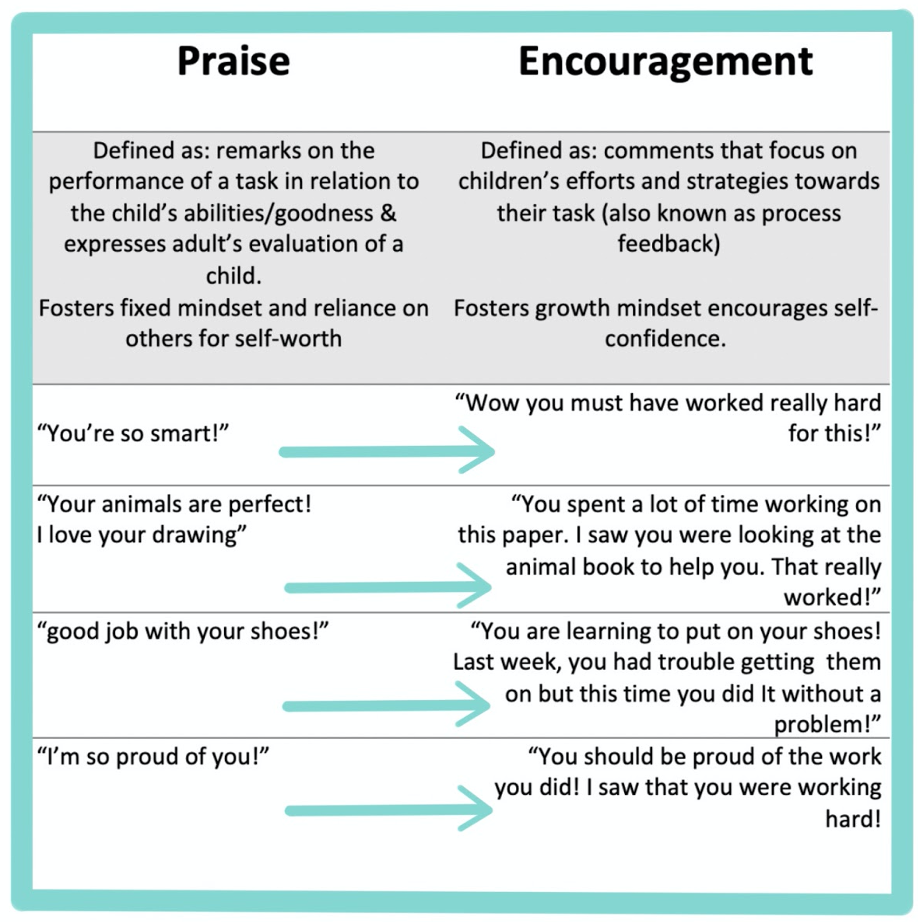 Praise
Encouragement
Defined as: remarks on the
performance of a task in relation to
the child’s abilities/goodness &
expresses adult’s evaluation of a
child.
Fosters fixed mindset and reliance on
others for self-worth
Defined as: comments that focus on
children’s efforts and strategies towards
their task (also known as process
feedback)
Fosters growth mindset encourages self-
confidence.
“You’re so smart!”
“Wow you must have worked really hard
for this!”
“Your animals are perfect!
I love your drawing”
“You spent a lot of time working on
this paper. I saw you were looking at the
animal book to help you. That really
worked!”
“good job with your shoes!”
“You are learning to put on your shoes!
Last week, you had trouble getting  them
on but this time you did It without a
problem!”
“I’m so proud of you!”
“You should be proud of the work
you did! I saw that you were working
hard!